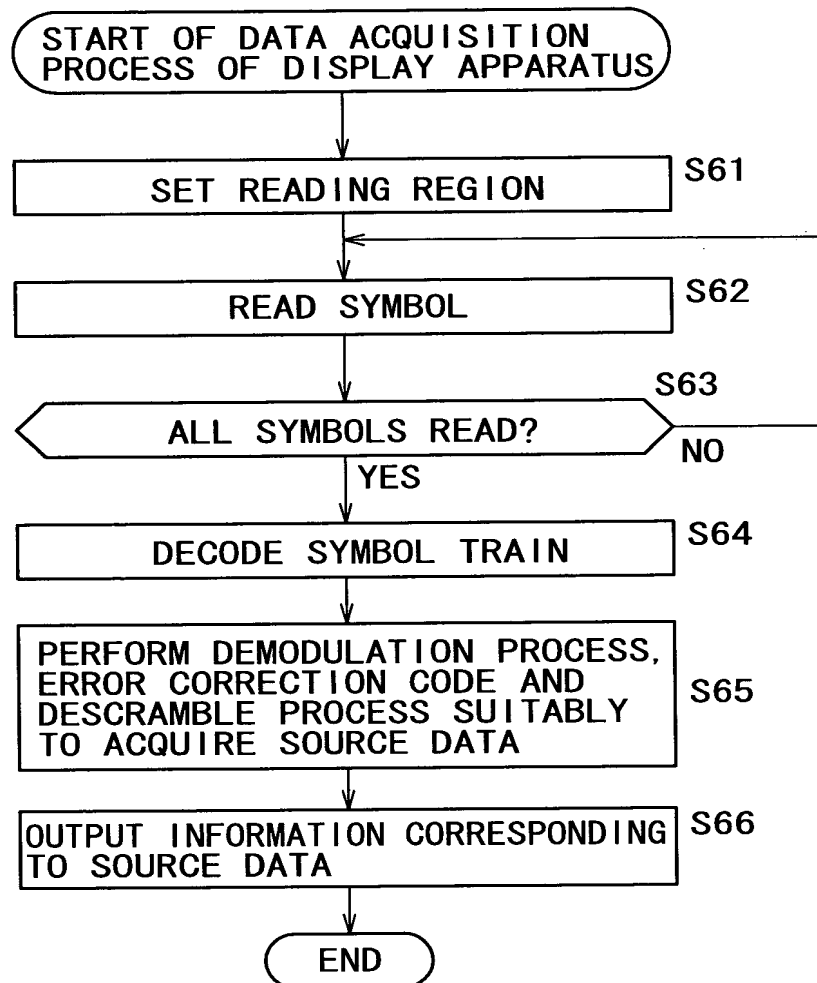 START OF DATA ACQUISITION
PROCESS OF DISPLAY APPARATUS
S61
SET READING REGION
S62
READ SYMBOL
S63
ALL SYMBOLS READ?
NO
YES
S64
DECODE SYMBOL TRAIN
PERFORM DEMODULATION PROCESS,
ERROR CORRECTION CODE AND
DESCRAMBLE PROCESS SUITABLY
TO ACQUIRE SOURCE DATA
S65
S66
OUTPUT INFORMATION CORRESPONDING
TO SOURCE DATA
END